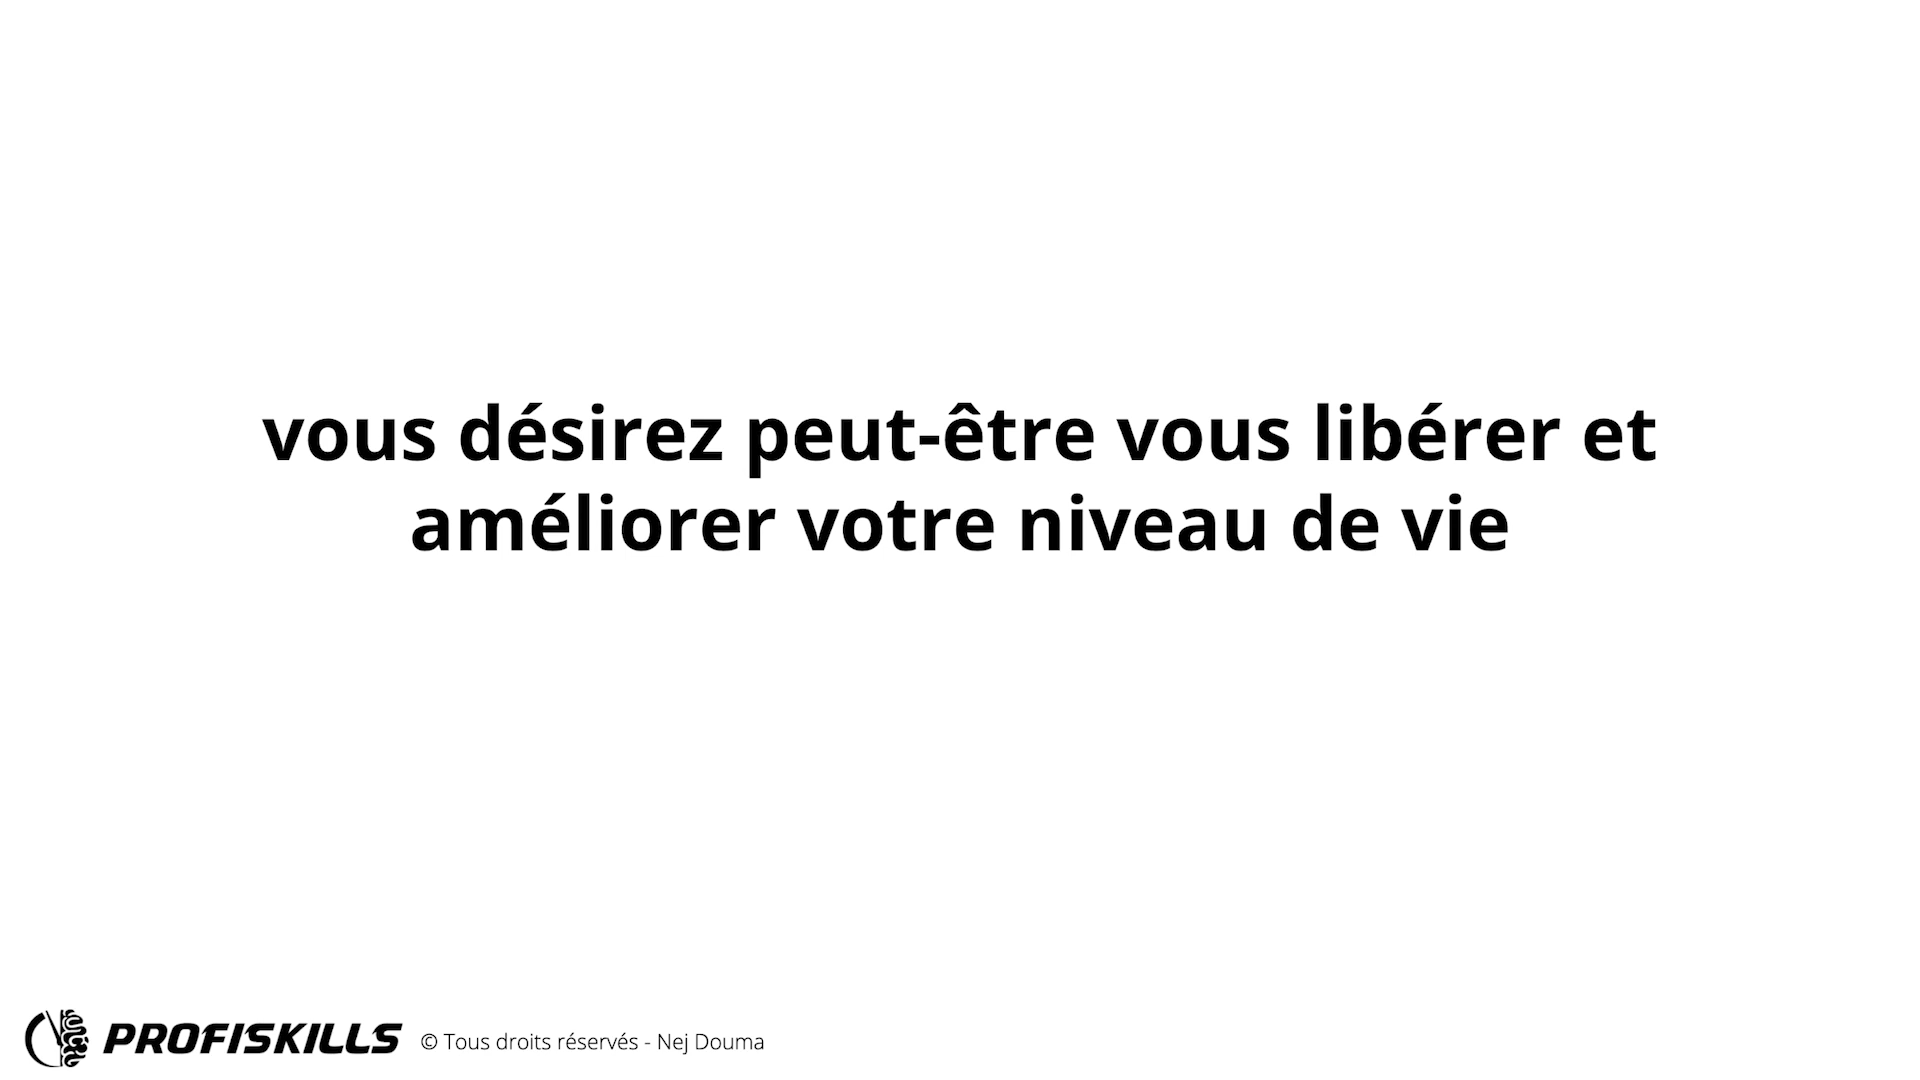 vous désirez peut-être vous libérer et
améliorer votre niveau de vie
PROFISKILLS © Tous droits réservés - Nej Douma